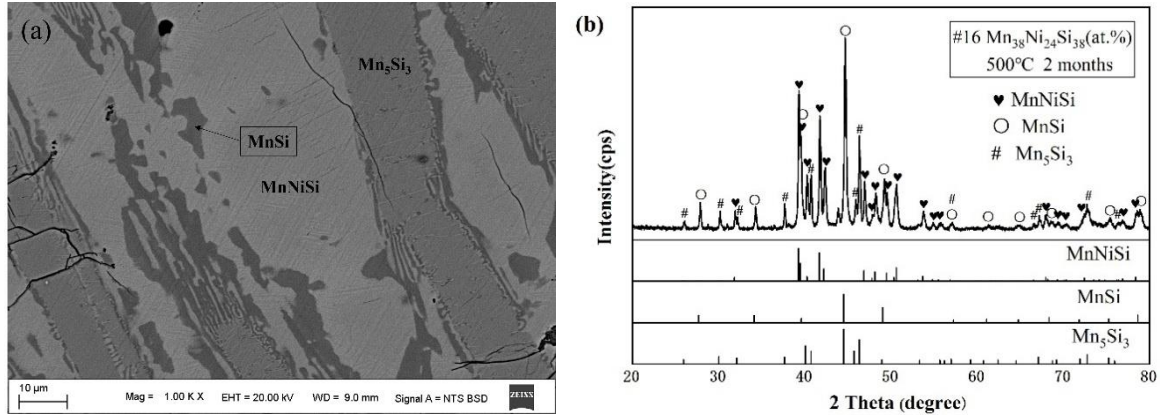 (a)
Mn₅Si₃
MnSi
MnNiSi
10 µm
Mag = 1.00 K X EHT = 20.00 kV WD = 9.0 mm Signal A = NTS BSD
ZEISS
(b)
#16 Mn₃₈Ni₂₄Si₃₈(at.%)
500℃ 2 months
♥ MnNiSi
○ MnSi
# Mn₅Si₃
Intensity(cps)
MnNiSi
MnSi
Mn₅Si₃
20 30 40 50 60 70 80
2 Theta (degree)